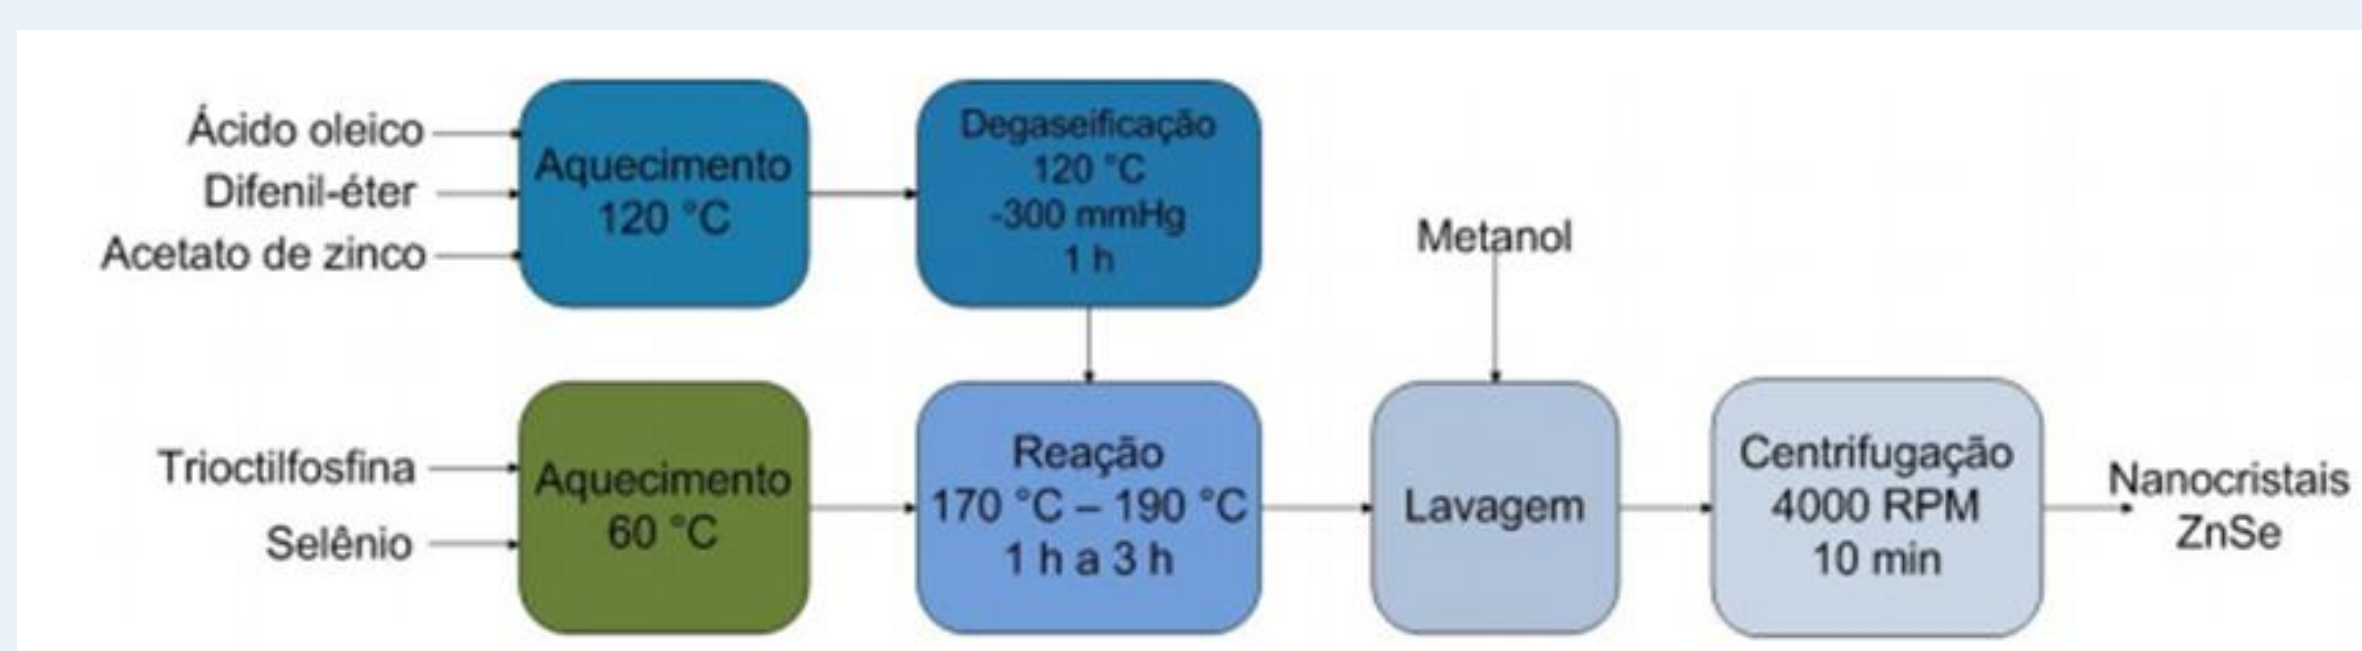 Ácido oleico
Difenil-éter
Acetato de zinco
Aquecimento
120 °C
Degaseificação
120 °C
-300 mmHg
1 h
Metanol
Trioctilfosfina
Selênio
Aquecimento
60 °C
Reação
170 °C – 190 °C
1 h a 3 h
Lavagem
Centrifugação
4000 RPM
10 min
Nanocristais
ZnSe